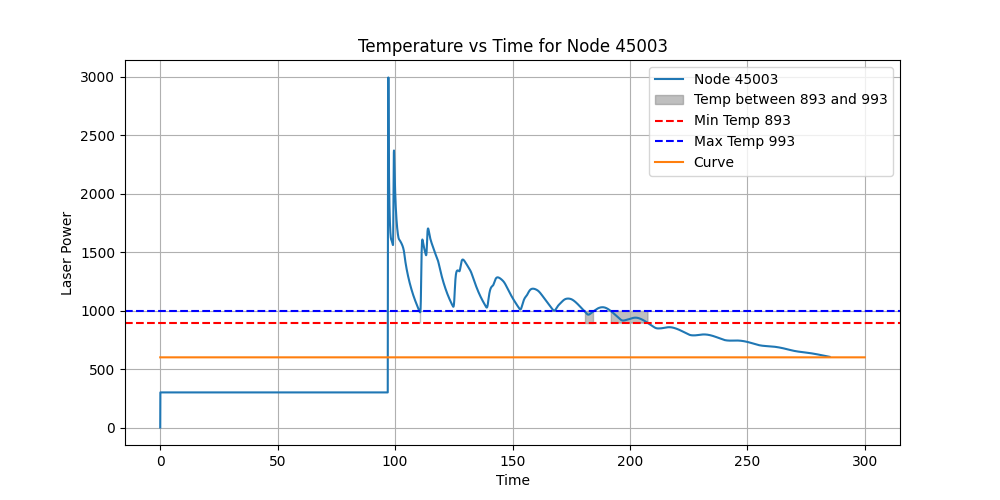 Temperature vs Time for Node 45003
Node 45003
Temp between 893 and 993
Min Temp 893
Max Temp 993
Curve
Laser Power
3000
2500
2000
1500
1000
500
0
0 50 100 150 200 250 300
Time